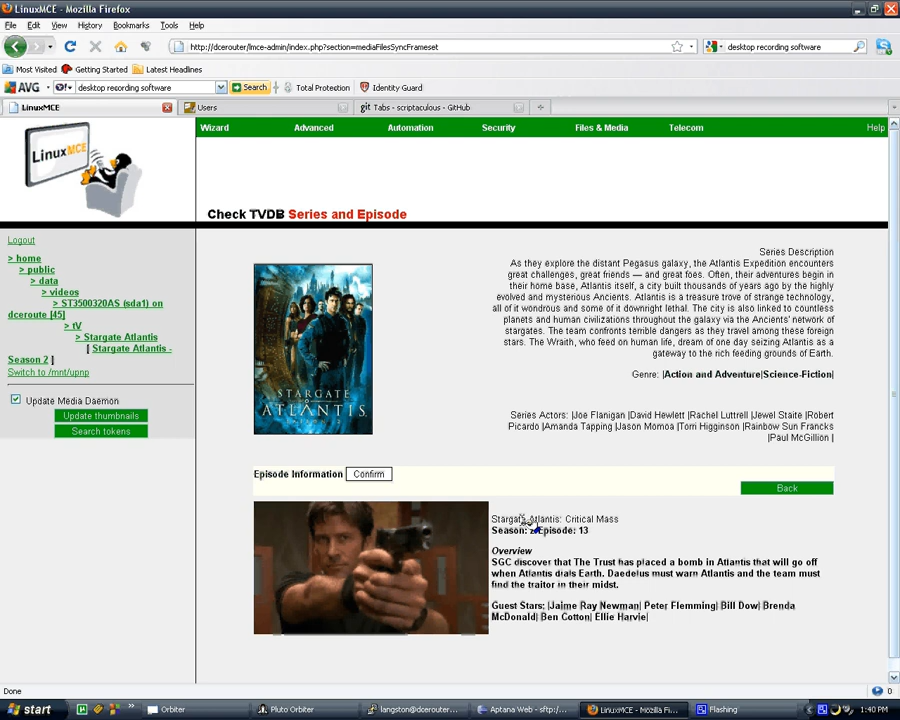 LinuxMCE - Mozilla Firefox
File Edit View History Bookmarks Tools Help
http://dcerouter/lmce-admin/index.php?section=mediaFilesSyncFrameset
desktop recording software
Most Visited Getting Started Latest Headlines
AVG Y! desktop recording software Search Total Protection Identity Guard
LinuxMCE Users git Tabs - scriptaculous - GitHub
Wizard Advanced Automation Security Files & Media Telecom Help
LinuxMCE
Check TVDB Series and Episode
Logout
> home
> public
> data
> videos
> ST3500320AS (sda1) on
dceroute [45]
> tV
> Stargate Atlantis
[ Stargate Atlantis -
Season 2 ]
Switch to /mnt/upnp
Update Media Daemon
Update thumbnails
Search tokens
STARGATE
ATLANTIS
Series Description
As they explore the distant Pegasus galaxy, the Atlantis Expedition encounters
great challenges, great friends — and great foes. Often, their adventures begin in
their home base, Atlantis itself, a city built thousands of years ago by the highly
evolved and mysterious Ancients. Atlantis is a treasure trove of strange technology,
all of it wondrous and some of it downright lethal. The city is also linked to countless
planets and human civilizations throughout the galaxy via the Ancients' network of
stargates. The team confronts terrible dangers as they travel among these foreign
stars. The Wraith, who feed on human life, dream of one day seizing Atlantis as a
gateway to the rich feeding grounds of Earth.
Genre: |Action and Adventure|Science-Fiction|
Series Actors: |Joe Flanigan |David Hewlett |Rachel Luttrell |Jewel Staite |Robert
Picardo |Amanda Tapping |Jason Momoa |Torri Higginson |Rainbow Sun Francks
|Paul McGillion |
Episode Information Confirm
Back
Stargate Atlantis: Critical Mass
Season: 2 Episode: 13
Overview
SGC discover that The Trust has placed a bomb in Atlantis that will go off
when Atlantis dials Earth. Daedelus must warn Atlantis and the team must
find the traitor in their midst.
Guest Stars: |Jaime Ray Newman| Peter Flemming| Bill Dow| Brenda
McDonald| Ben Cotton| Ellie Harvie|
Done 0
start Orbiter Pluto Orbiter langston@dcerouter... Aptana Web - sftp:/... LinuxMCE - Mozilla Fi... Flashing 1:40 PM